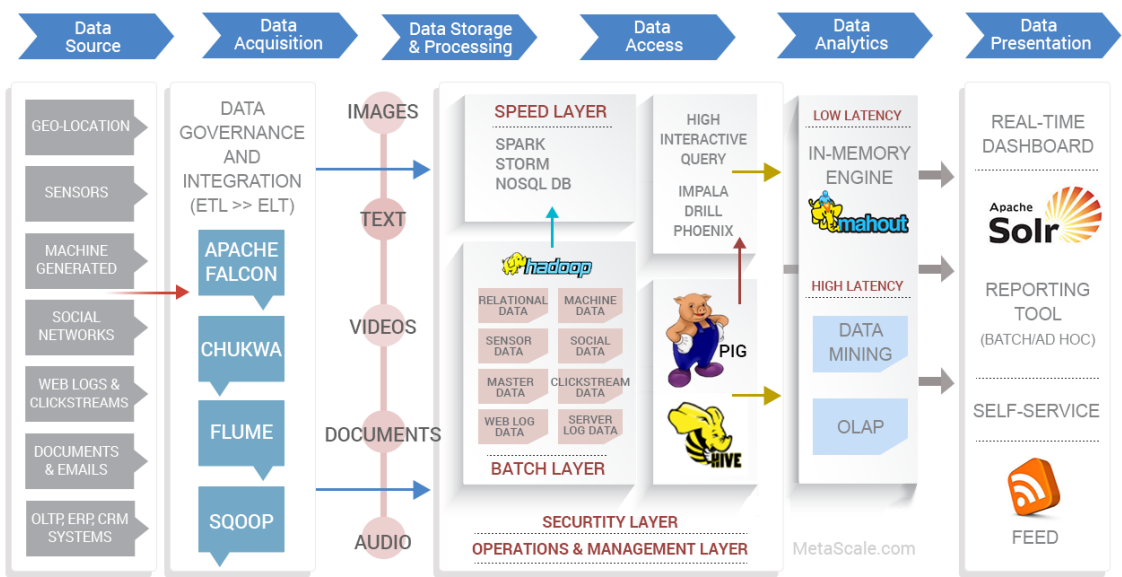 Data
Source
Data
Acquisition
Data Storage
& Processing
Data
Access
Data
Analytics
Data
Presentation
GEO-LOCATION
SENSORS
MACHINE
GENERATED
SOCIAL
NETWORKS
WEB LOGS &
CLICKSTREAMS
DOCUMENTS
& EMAILS
OLTP, ERP, CRM
SYSTEMS
DATA
GOVERNANCE
AND
INTEGRATION
(ETL >> ELT)
APACHE
FALCON
CHUKWA
FLUME
SQOOP
IMAGES
TEXT
VIDEOS
DOCUMENTS
AUDIO
SPEED LAYER
SPARK
STORM
NOSQL DB
hadoop
RELATIONAL
DATA
MACHINE
DATA
SENSOR
DATA
SOCIAL
DATA
MASTER
DATA
CLICKSTREAM
DATA
WEB LOG
DATA
SERVER
LOG DATA
BATCH LAYER
HIGH
INTERACTIVE
QUERY
IMPALA
DRILL
PHOENIX
PIG
HIVE
SECURTITY LAYER
OPERATIONS & MANAGEMENT LAYER
LOW LATENCY
IN-MEMORY
ENGINE
mahout
HIGH LATENCY
DATA
MINING
OLAP
MetaScale.com
REAL-TIME
DASHBOARD
Apache
Solr
REPORTING
TOOL
(BATCH/AD HOC)
SELF-SERVICE
FEED